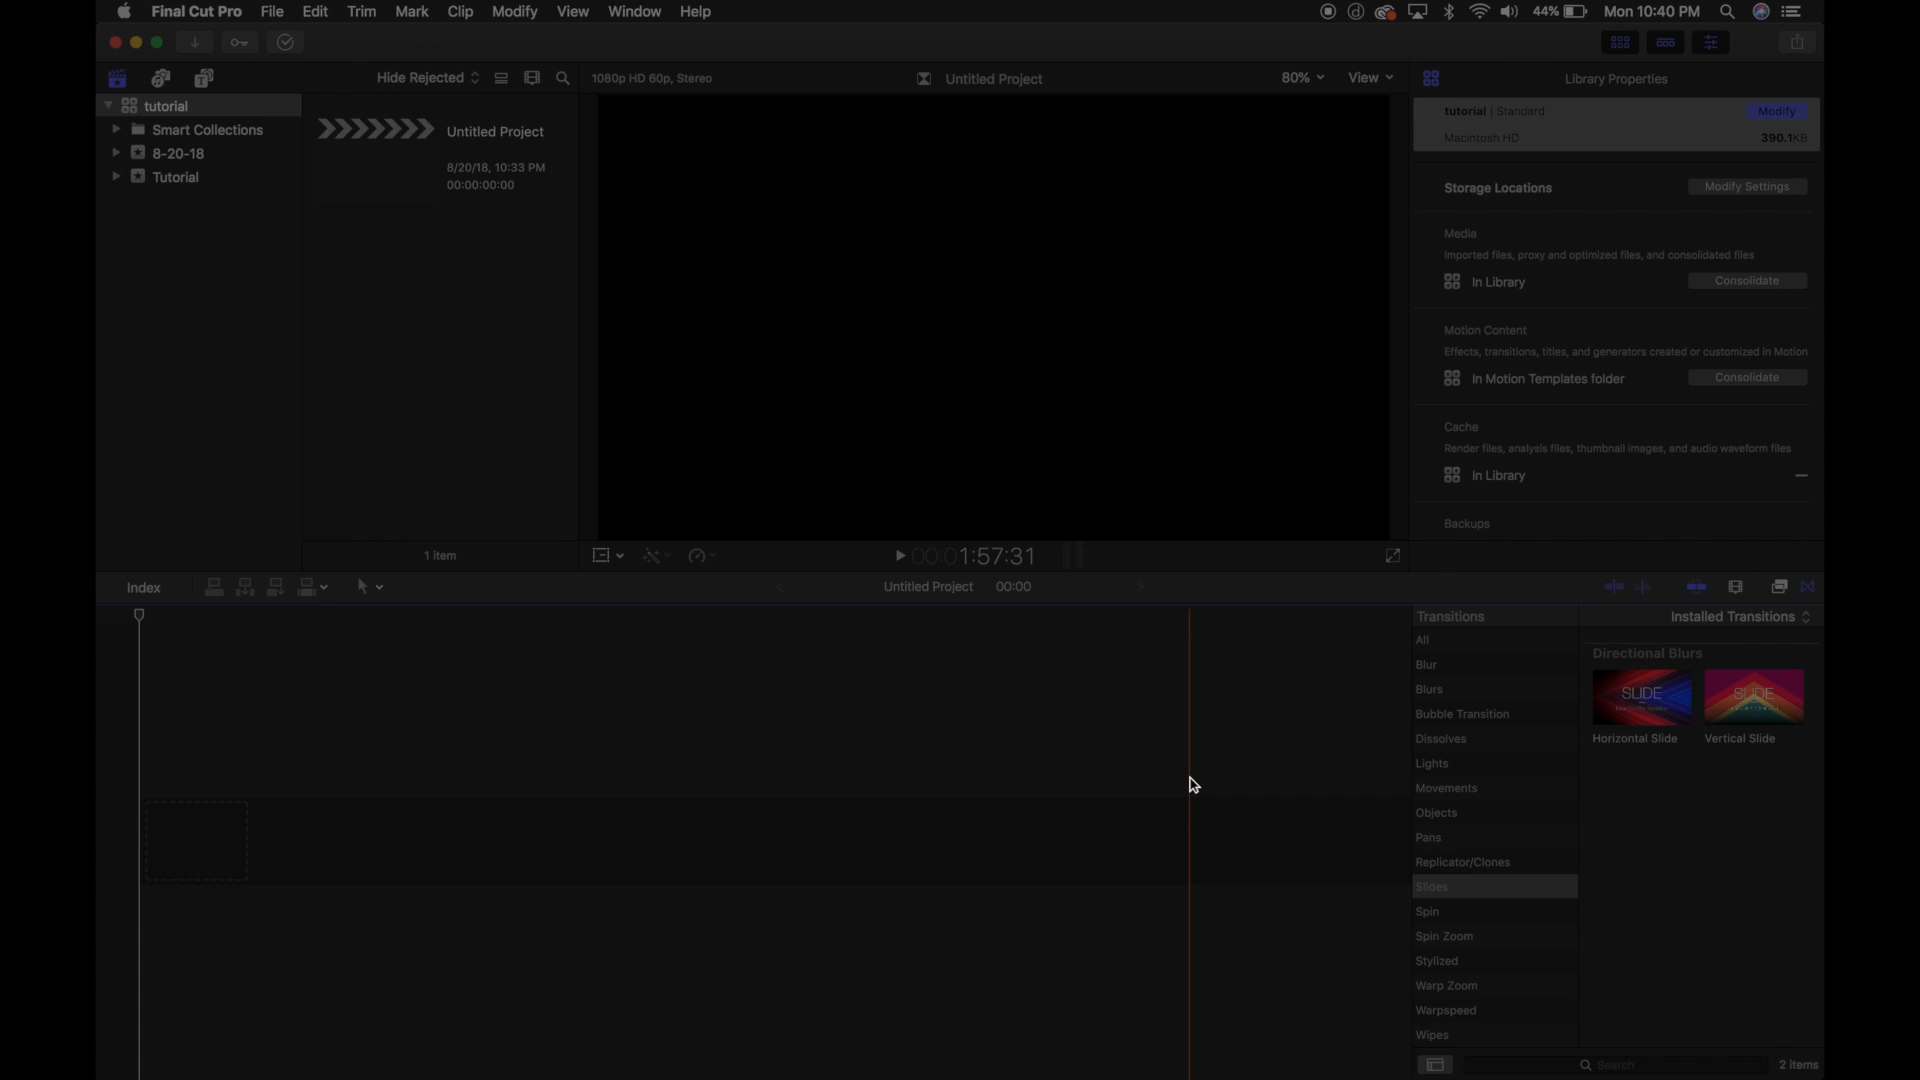 Final Cut Pro File Edit Trim Mark Clip Modify View Window Help 44% Mon 10:40 PM
Hide Rejected 1080p HD 60p, Stereo Untitled Project 80% View Library Properties
tutorial
Smart Collections
8-20-18
Tutorial
Untitled Project
8/20/18, 10:33 PM
00:00:00:00
1 item
tutorial | Standard Modify
Macintosh HD 390.1KB
Storage Locations Modify Settings
Media
Imported files, proxy and optimized files, and consolidated files
In Library Consolidate
Motion Content
Effects, transitions, titles, and generators created or customized in Motion
In Motion Templates folder Consolidate
Cache
Render files, analysis files, thumbnail images, and audio waveform files
In Library
Backups
00:01:57:31
Index Untitled Project 00:00
Transitions Installed Transitions
All
Blur
Blurs
Bubble Transition
Dissolves
Lights
Movements
Objects
Pans
Replicator/Clones
Slides
Spin
Spin Zoom
Stylized
Warp Zoom
Warpspeed
Wipes
Directional Blurs
SLIDE SLIDE
Horizontal Slide Vertical Slide
Search 2 items